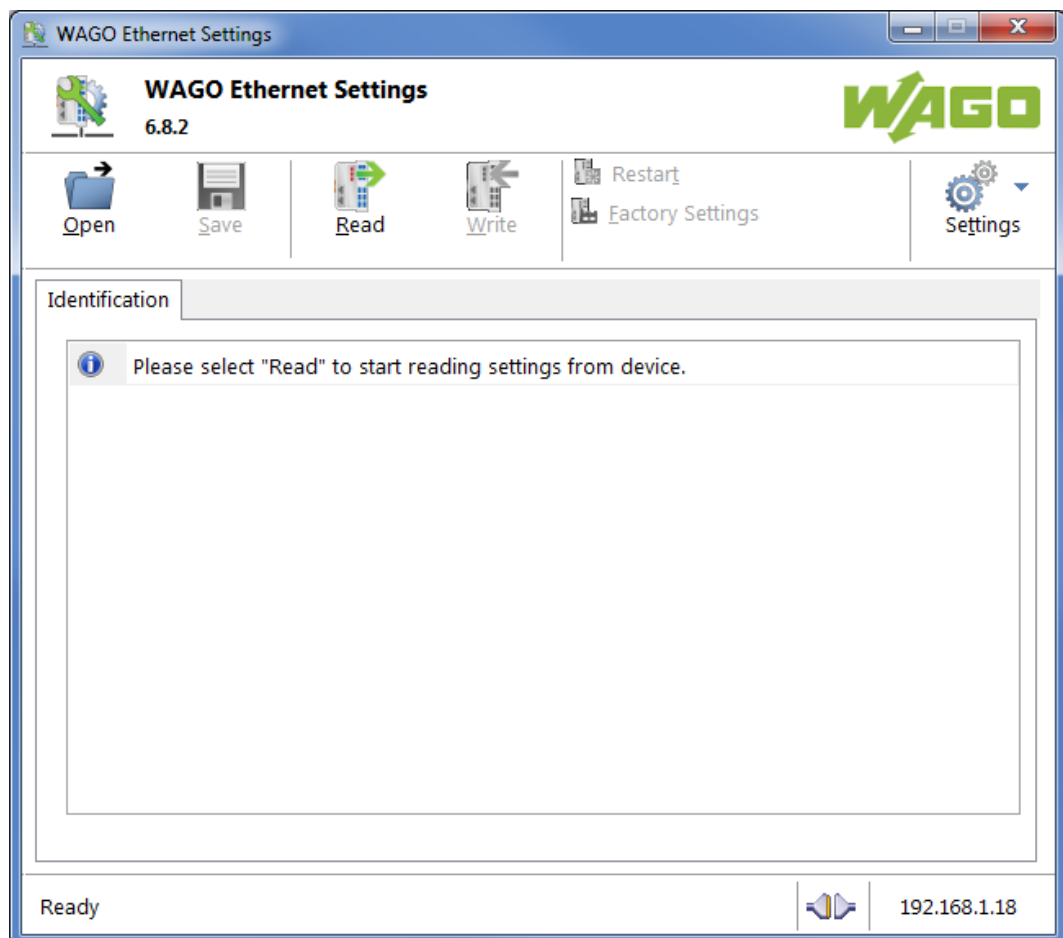 WAGO Ethernet Settings
WAGO Ethernet Settings
6.8.2
WAGO
Open
Save
Read
Write
Restart
Factory Settings
Settings
Identification
Please select "Read" to start reading settings from device.
Ready
192.168.1.18